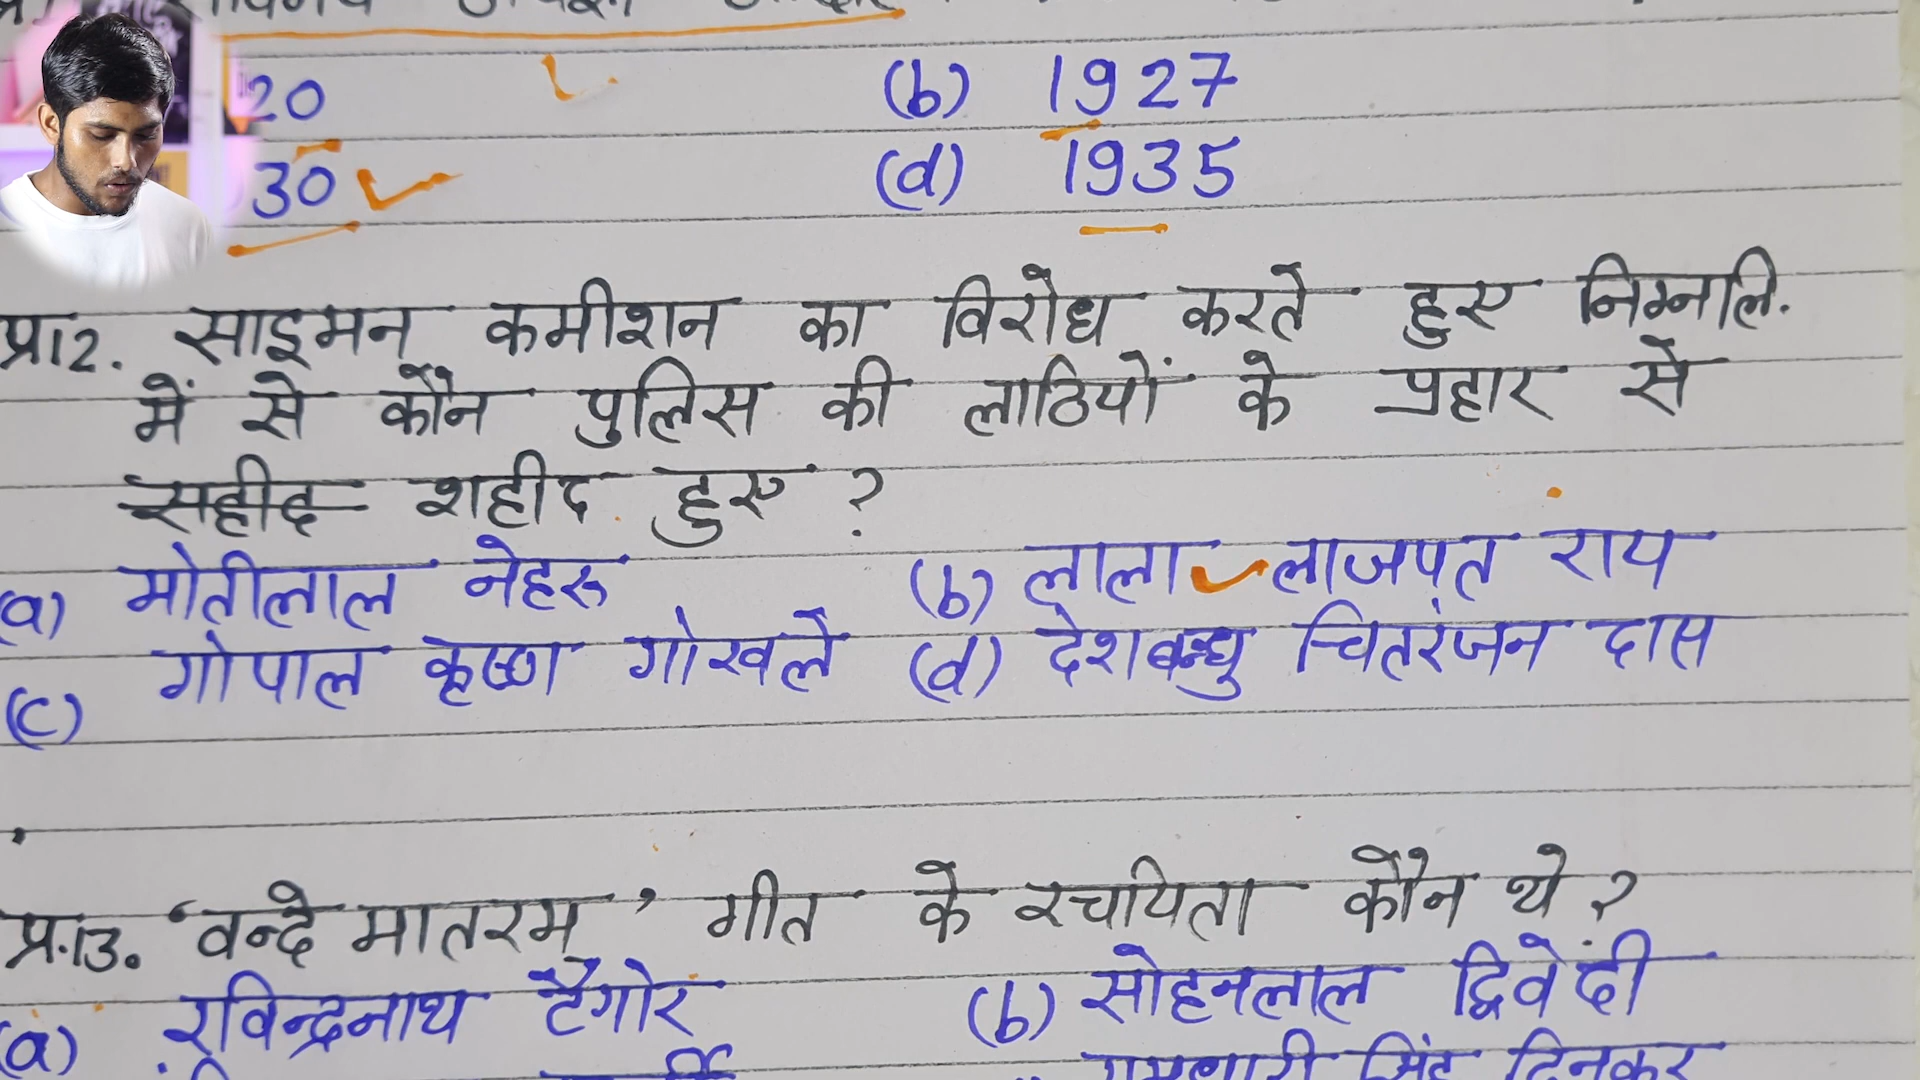 20 (b) 1927
30 (d) 1935
प्र12. साइमन कमीशन का विरोध करते हुए निम्नलि.
में से कौन पुलिस की लाठियों के प्रहार से
सहीद शहीद हुए ?
(a) मोतीलाल नेहरू (b) लाला लाजपत राय
(c) गोपाल कृष्ण गोखले (d) देशबन्धु चितरंजन दास
प्र.13. 'वन्दे मातरम्' गीत के रचयिता कौन थे ?
(a) रविन्द्रनाथ टैगोर (b) सोहनलाल द्विवेदी
सिंह दिनकर